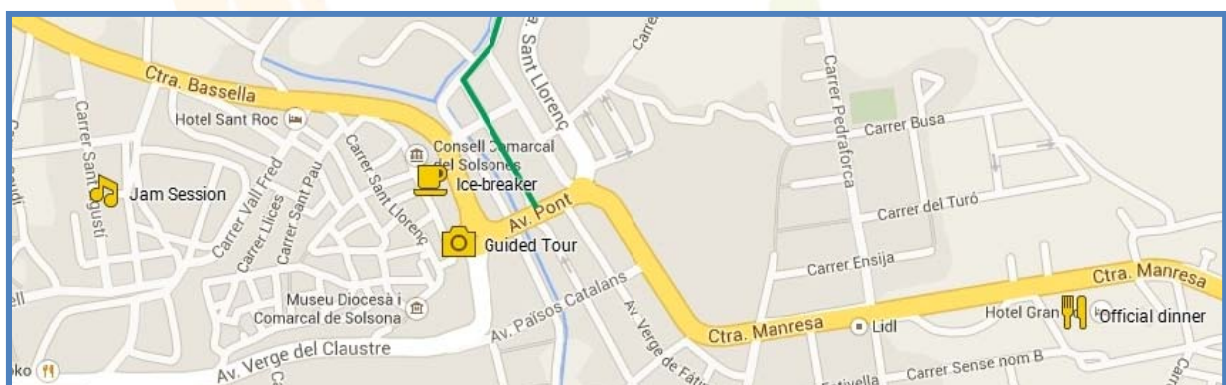 Ctra. Bassella
Hotel Sant Roc
Carrer Sant Agustí
Jam Session
Carrer Vall Fred
Carrer Llices
Carrer Sant Pau
Carrer Sant Llorenç
Consell Comarcal
del Solsonès
Ice-breaker
Sant Llorenç
Av. Pont
Guided Tour
Museu Diocesà i
Comarcal de Solsona
Av. Verge del Claustre
Av. Països Catalans
Av. Verge de Fàti
Carrer
Carrer Pedraforca
Carrer Busa
Carrer del Turó
Carrer Ensija
Ctra. Manresa
Ctra. Manresa
Lidl
Hotel Gran
Official dinner
Carrer Sense nom B